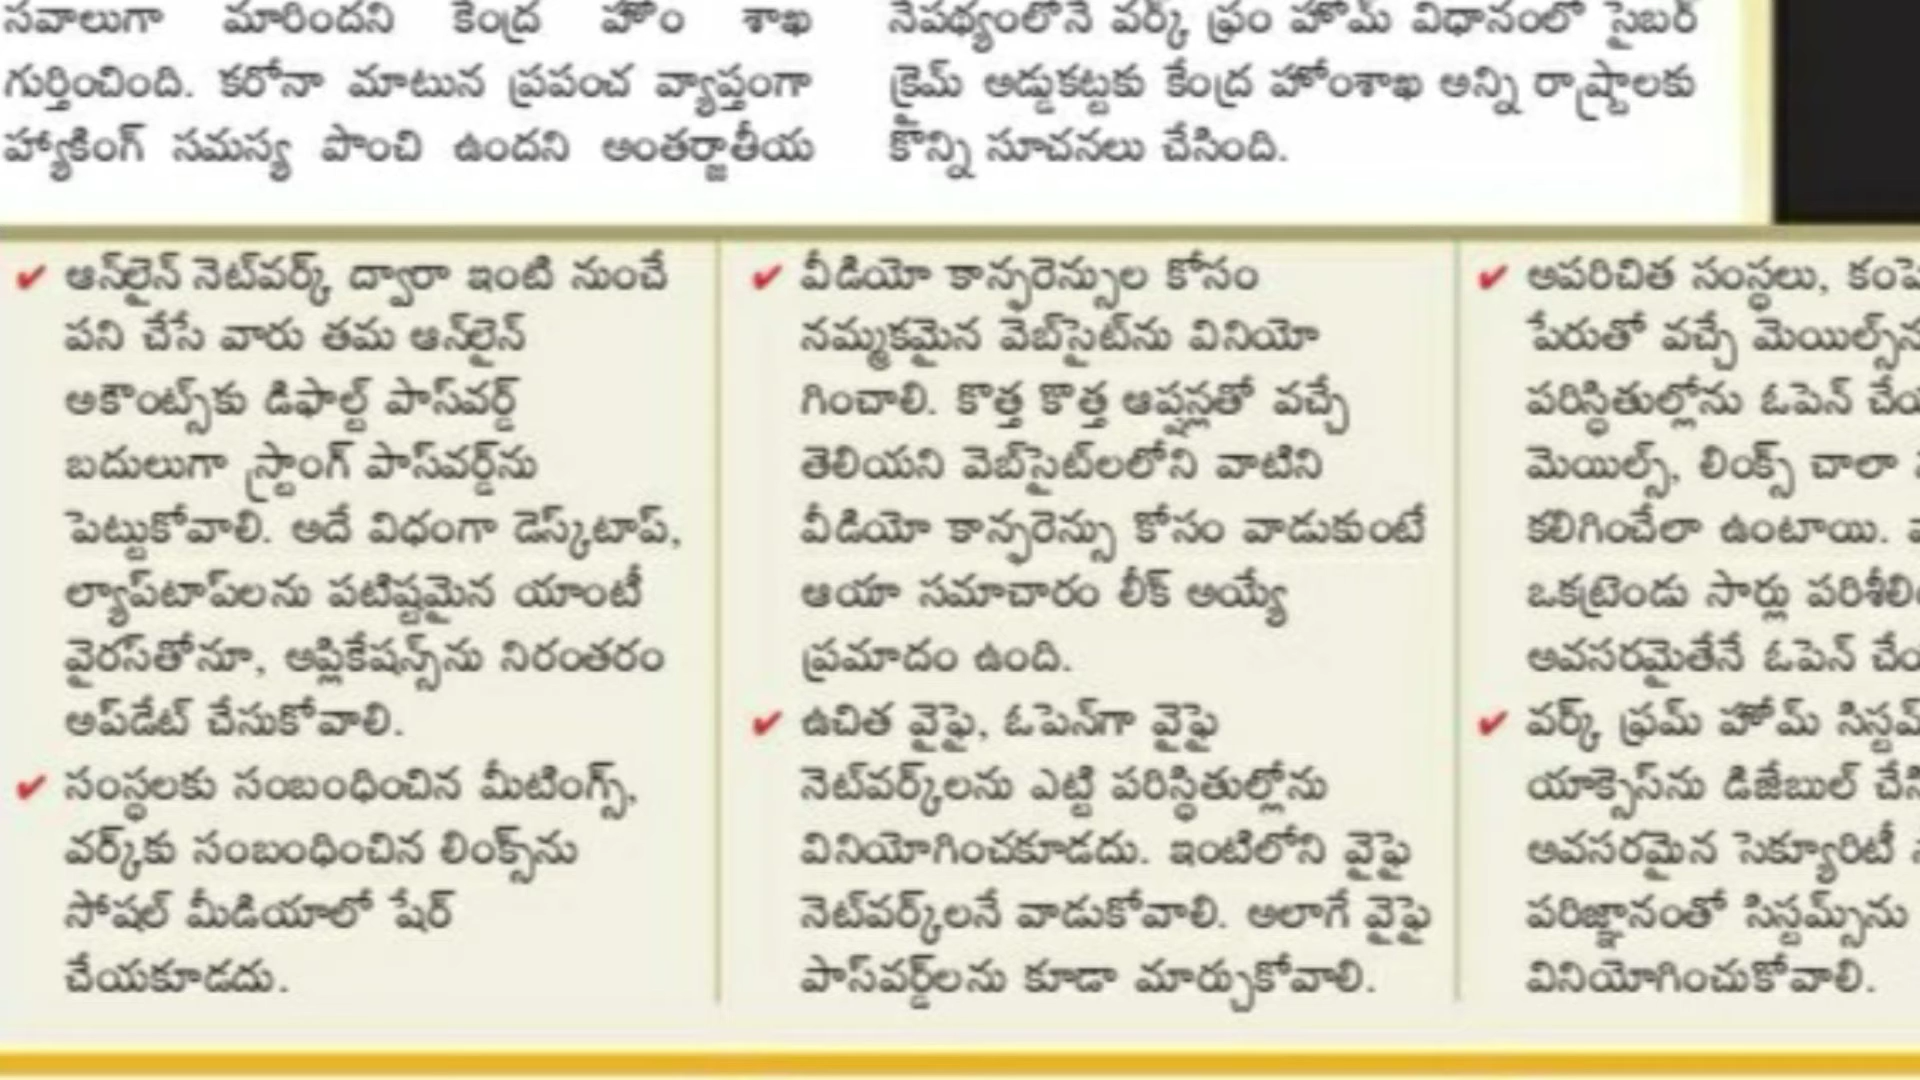 సవాలుగా మారిందని కేంద్ర హోం శాఖ
గుర్తించింది. కరోనా మాటున ప్రపంచ వ్యాప్తంగా
హ్యాకింగ్ సమస్య పొంచి ఉందని అంతర్జాతీయ
నేపథ్యంలోనే వర్క్ ఫ్రం హోమ్ విధానంలో సైబర్
క్రైమ్ అడ్డుకట్టకు కేంద్ర హోంశాఖ అన్ని రాష్ట్రాలకు
కొన్ని సూచనలు చేసింది.
✔ ఆన్‌లైన్ నెట్‌వర్క్ ద్వారా ఇంటి నుంచే
పని చేసే వారు తమ ఆన్‌లైన్
అకౌంట్స్‌కు డిఫాల్ట్ పాస్‌వర్డ్
బదులుగా స్ట్రాంగ్ పాస్‌వర్డ్‌ను
పెట్టుకోవాలి. అదే విధంగా డెస్క్‌టాప్,
ల్యాప్‌టాప్‌లను పటిష్టమైన యాంటీ
వైరస్‌తోనూ, అప్లికేషన్స్‌ను నిరంతరం
అప్‌డేట్ చేసుకోవాలి.
✔ సంస్థలకు సంబంధించిన మీటింగ్స్,
వర్క్‌కు సంబంధించిన లింక్స్‌ను
సోషల్ మీడియాలో షేర్
చేయకూడదు.
✔ వీడియో కాన్ఫరెన్సుల కోసం
నమ్మకమైన వెబ్‌సైట్‌ను వినియో
గించాలి. కొత్త కొత్త ఆప్షన్లతో వచ్చే
తెలియని వెబ్‌సైట్‌లలోని వాటిని
వీడియో కాన్ఫరెన్సు కోసం వాడుకుంటే
ఆయా సమాచారం లీక్ అయ్యే
ప్రమాదం ఉంది.
✔ ఉచిత వైఫై, ఓపెన్‌గా వైఫై
నెట్‌వర్క్‌లను ఎట్టి పరిస్థితుల్లోను
వినియోగించకూడదు. ఇంటిలోని వైఫై
నెట్‌వర్క్‌లనే వాడుకోవాలి. అలాగే వైఫై
పాస్‌వర్డ్‌లను కూడా మార్చుకోవాలి.
✔ అపరిచిత సంస్థలు,
పేరుతో వచ్చే
పరిస్థితుల్లోను ఓపెన్
మెయిల్స్, లింక్స్ చాలా
కలిగించేలా ఉంటాయి.
ఒకట్రెండు సార్లు
అవసరమైతేనే ఓపెన్
✔ వర్క్ ఫ్రమ్ హోమ్
యాక్సెస్‌ను డిజేబుల్
అవసరమైన సెక్యూరిటీ
పరిజ్ఞానంతో సిస్టమ్స్‌ను
వినియోగించుకోవాలి.